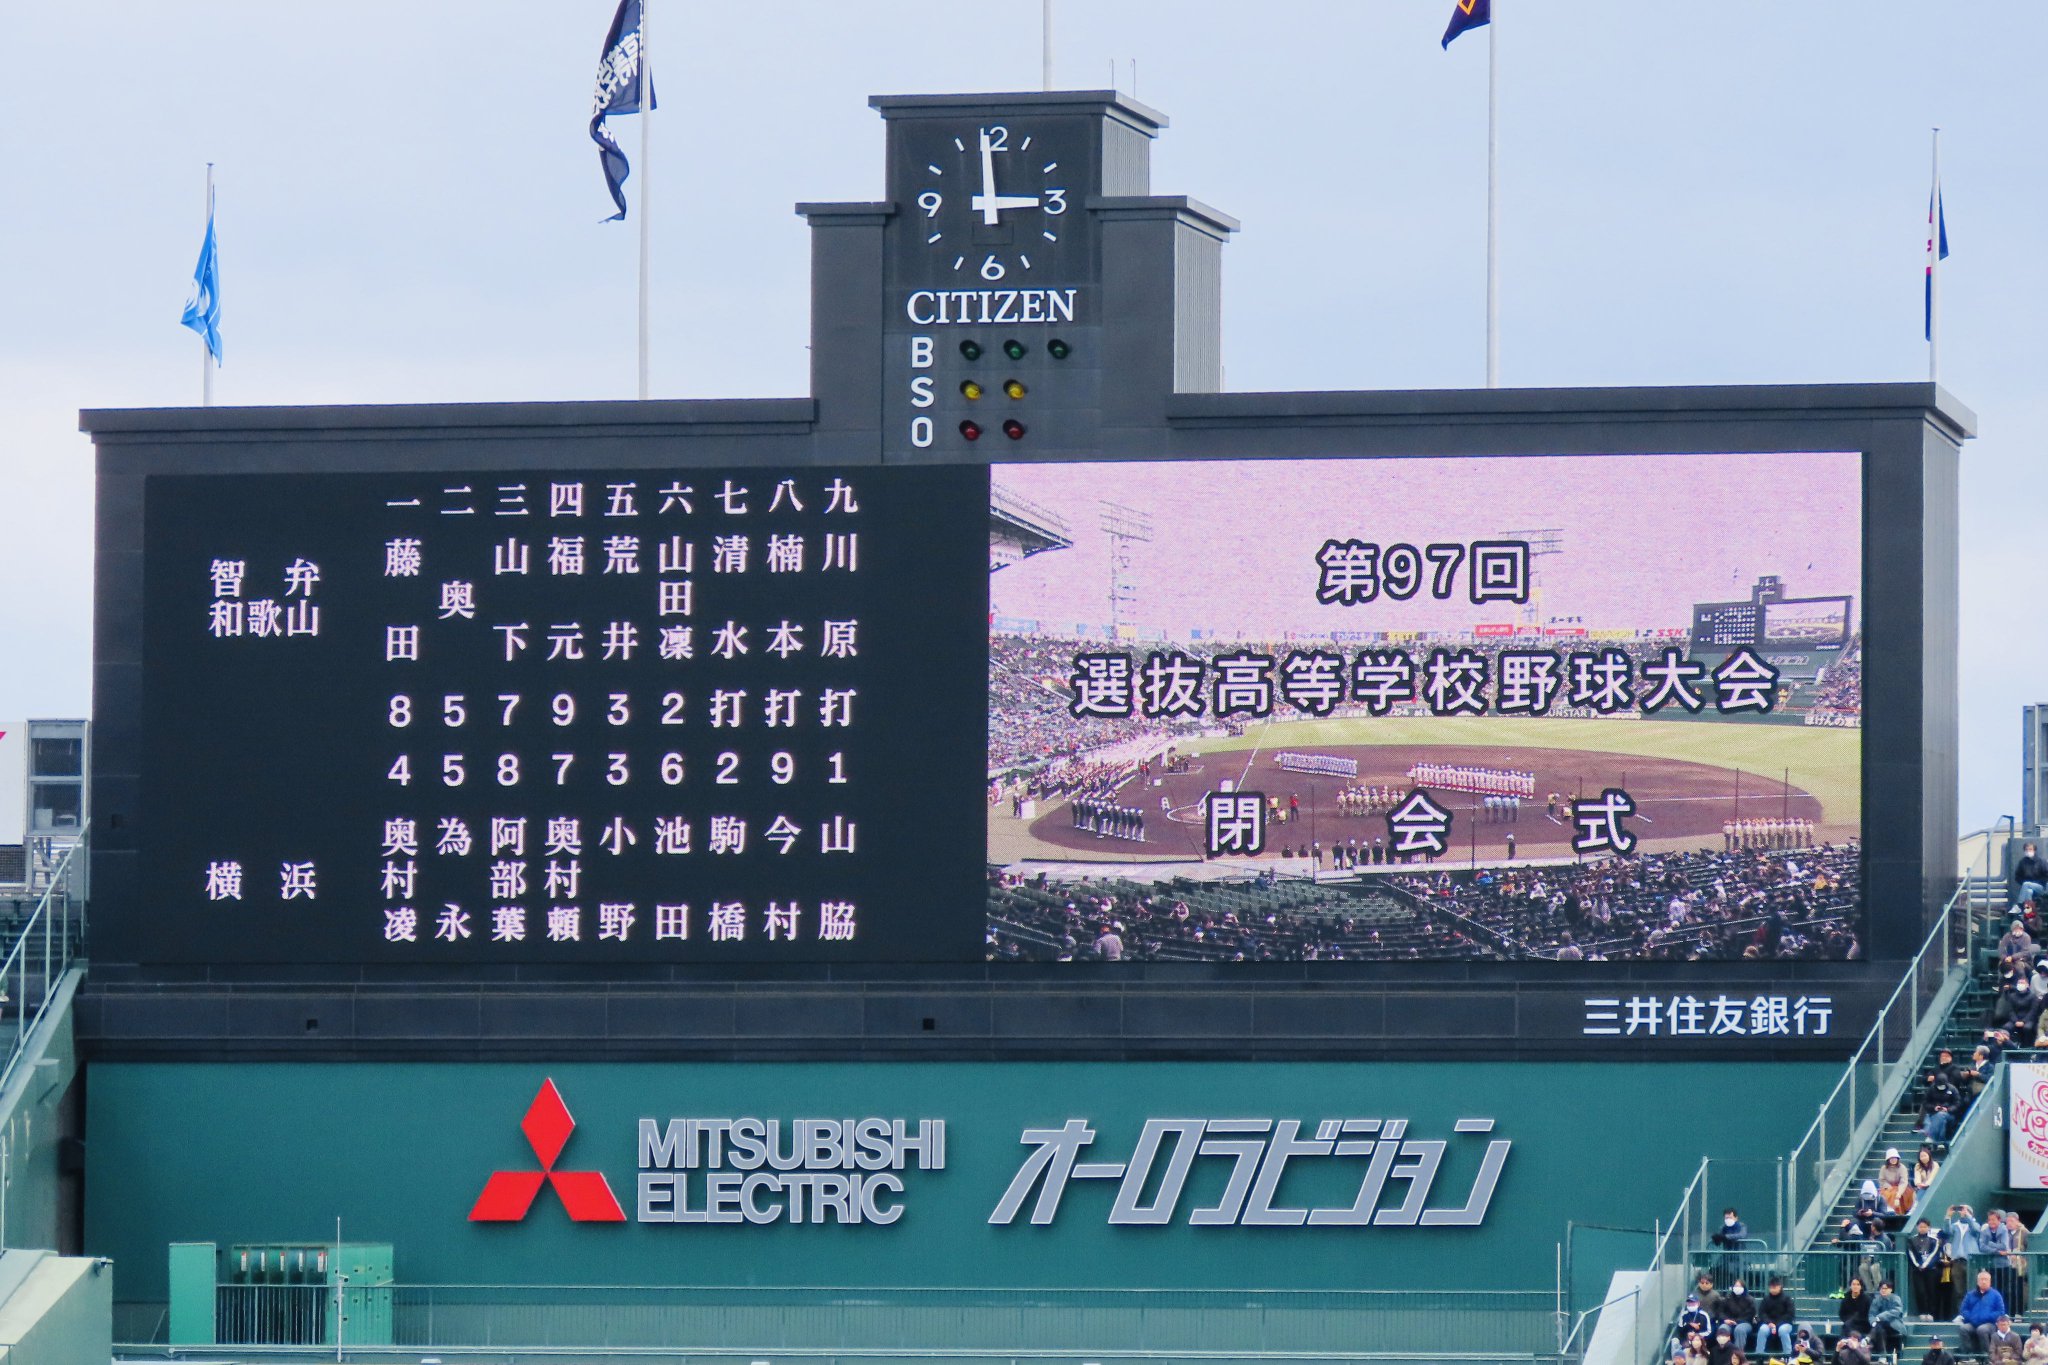 12
9 3
6
CITIZEN
B
S
O
一 二 三 四 五 六 七 八 九
智弁和歌山
藤田 奥 山下 福元 荒井 山田凜 清水 楠本 川原
8 5 7 9 3 2 打 打 打
4 5 8 7 3 6 2 9 1
横浜
奥村凌 為永 阿部葉 奥村頼 小野 池田 駒橋 今村 山脇
第97回
選抜高等学校野球大会
閉会式
三井住友銀行
MITSUBISHI
ELECTRIC
オーロラビジョン